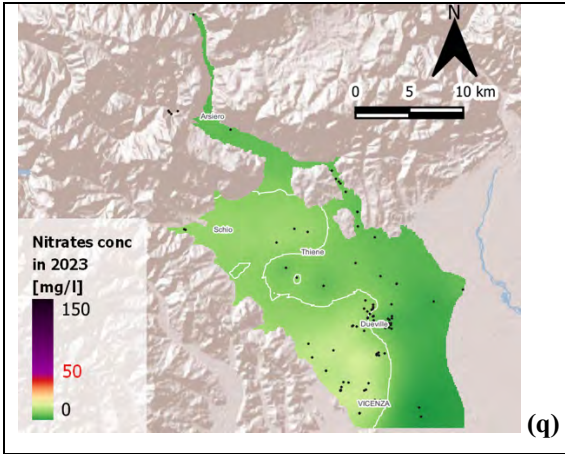 N
0 5 10 km
Arsiero
Schio
Thiene
Nitrates conc
in 2023
[mg/l]
150
50
0
Dueville
VICENZA
(q)